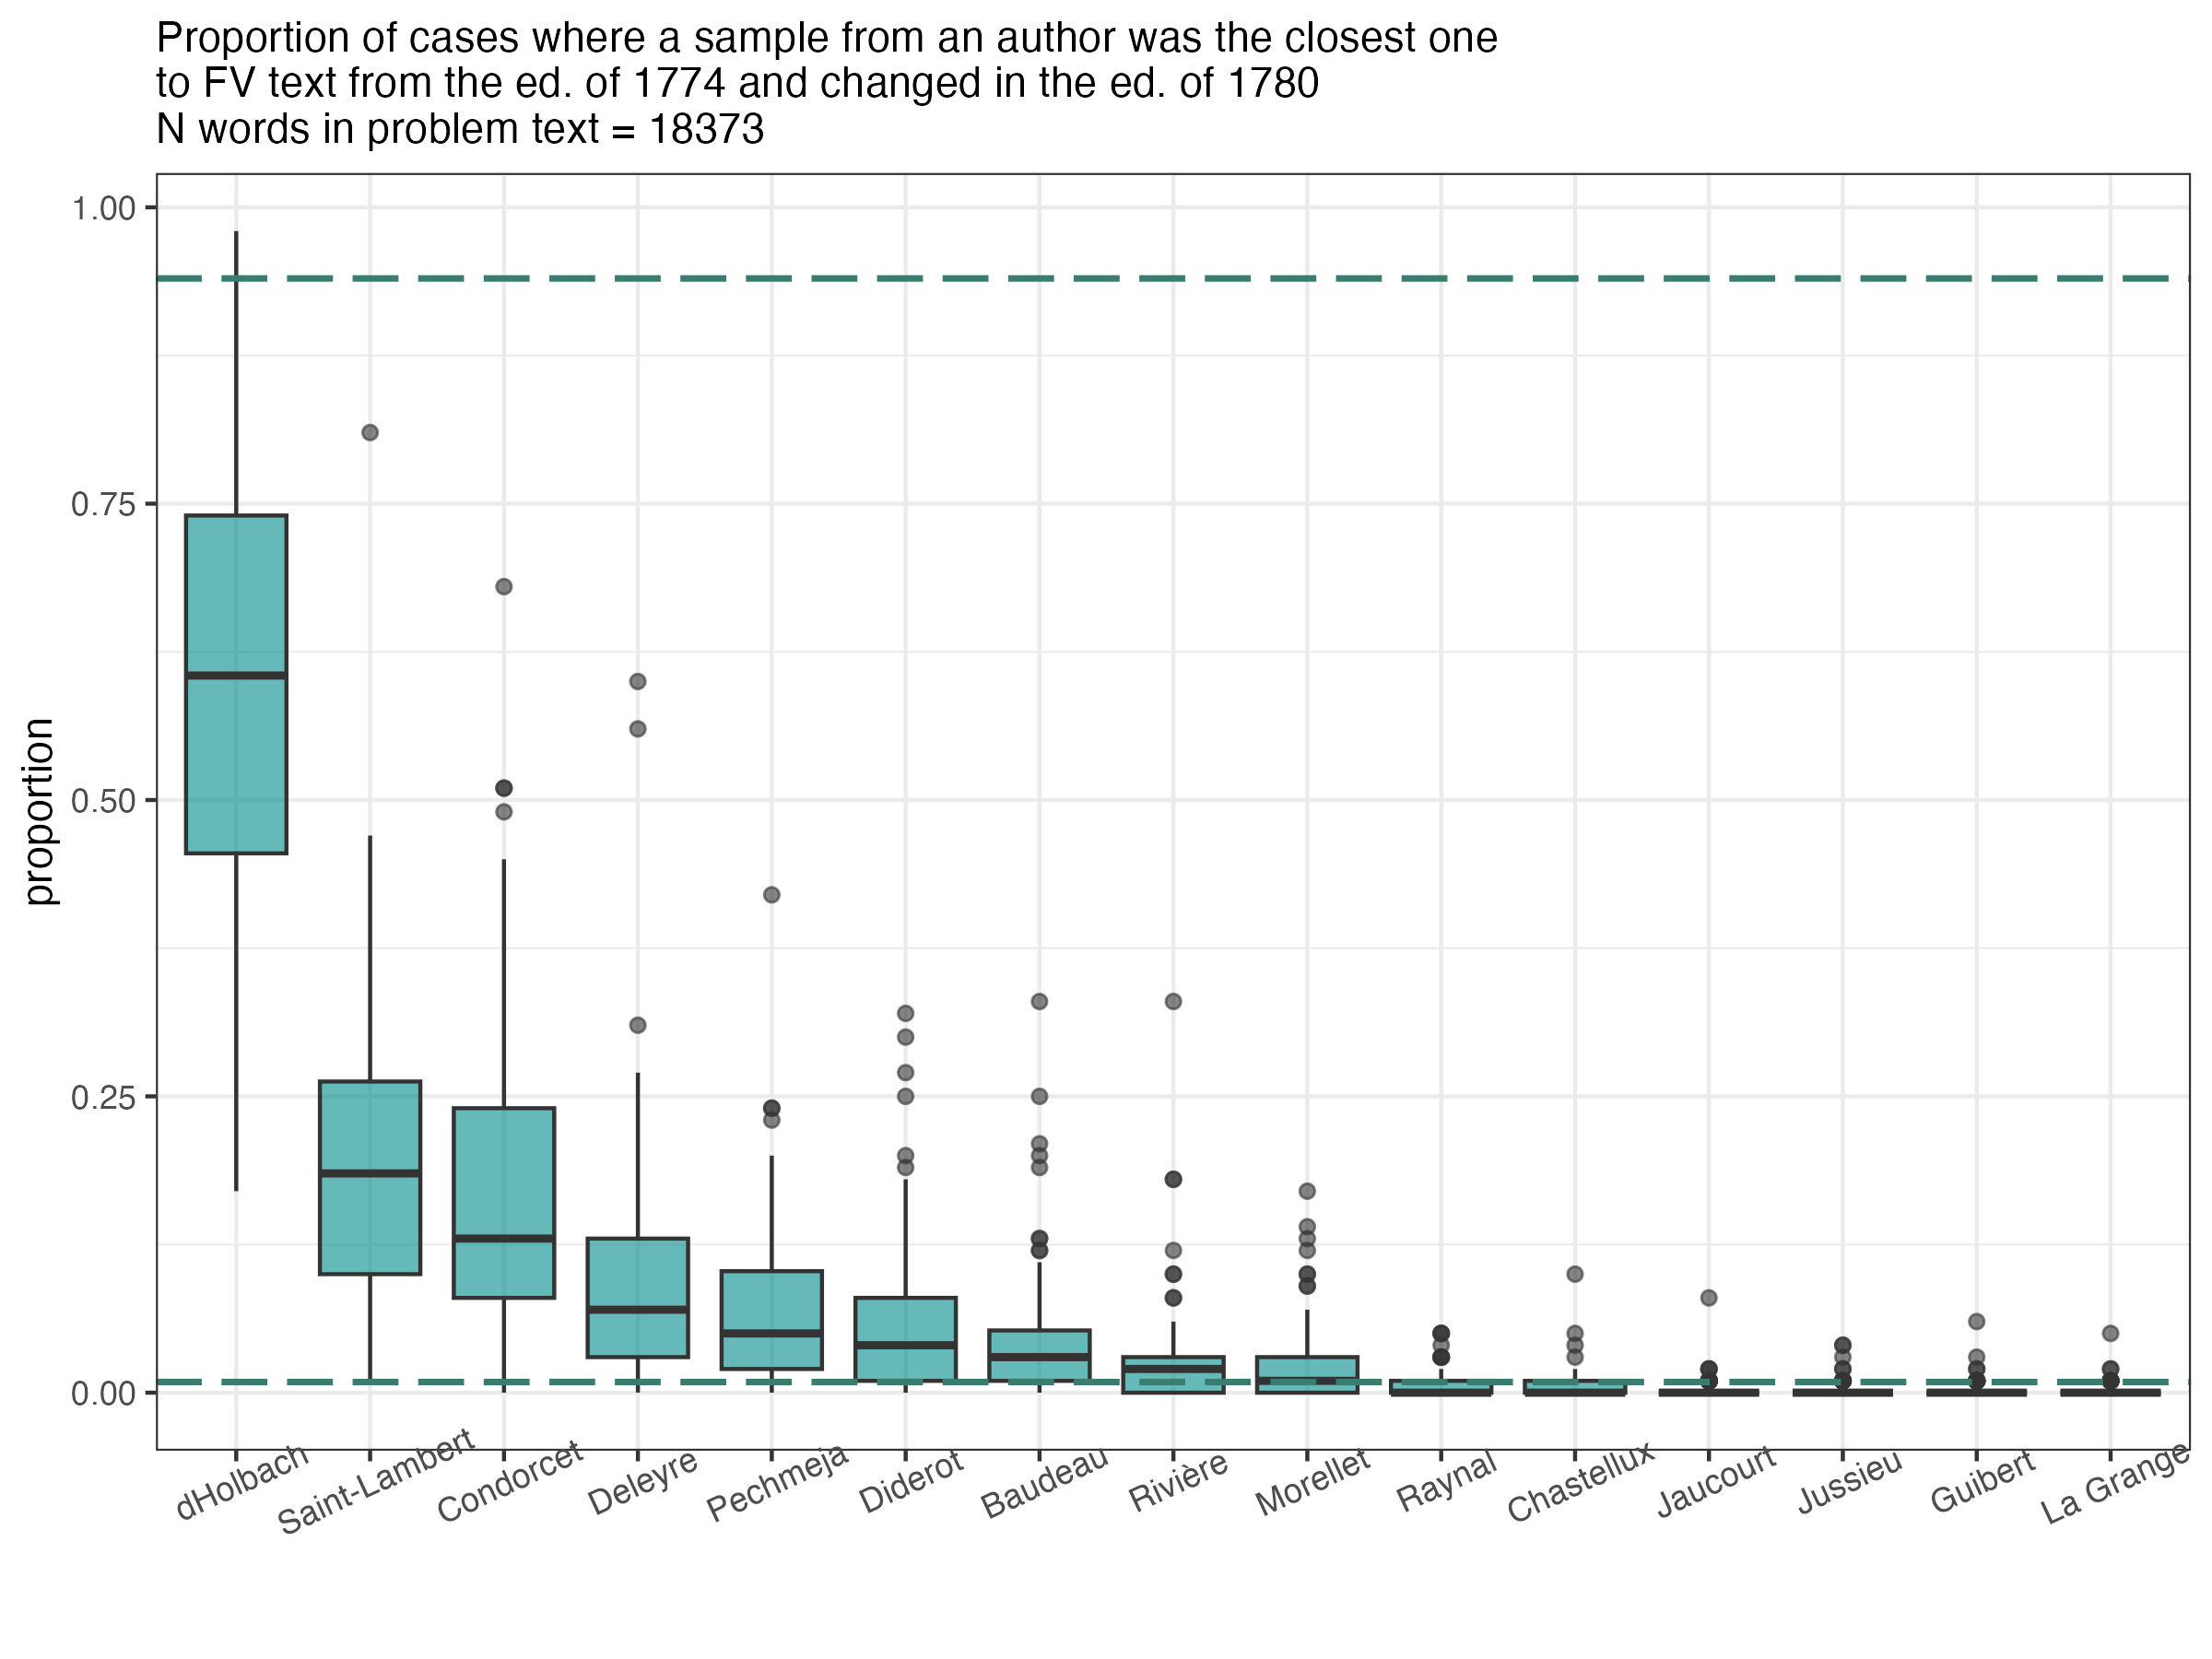 Proportion of cases where a sample from an author was the closest one
to FV text from the ed. of 1774 and changed in the ed. of 1780
N words in problem text = 18373
proportion
1.00
0.75
0.50
0.25
0.00
dHolbach
Saint-Lambert
Condorcet
Deleyre
Pechmeja
Diderot
Baudeau
Rivière
Morellet
Raynal
Chastellux
Jaucourt
Jussieu
Guibert
La Grange